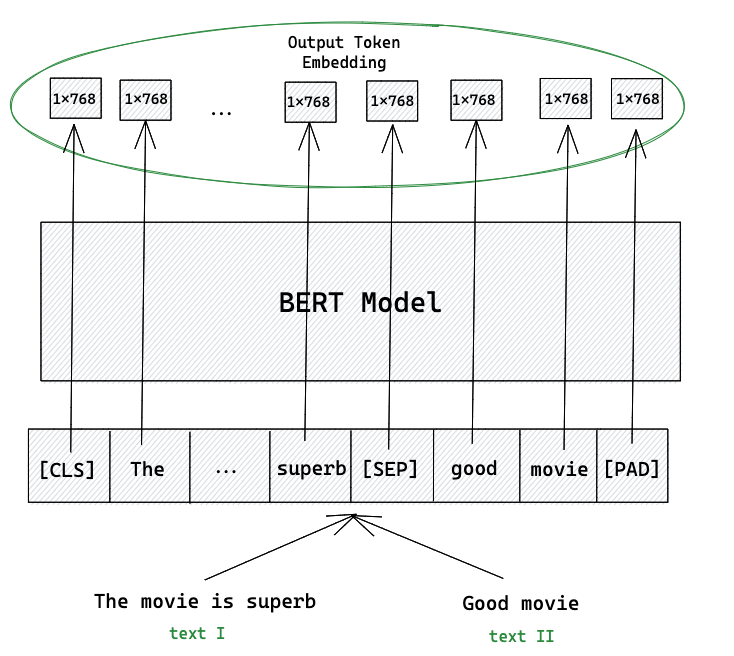 Output Token
Embedding
1×768 1×768 ... 1×768 1×768 1×768 1×768 1×768
BERT Model
[CLS] The ... superb [SEP] good movie [PAD]
The movie is superb Good movie
text I text II